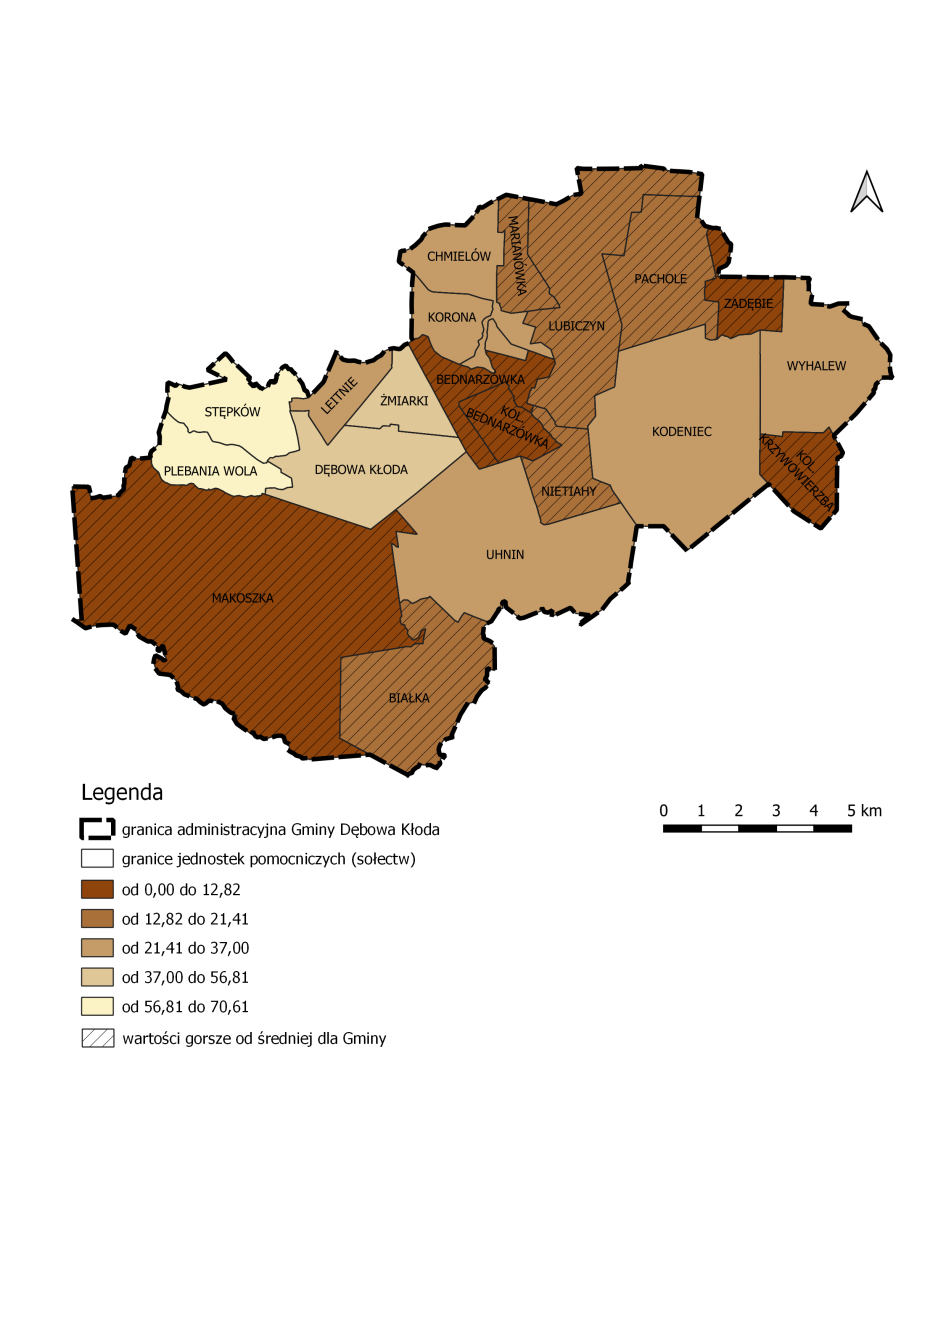 MARIANÓWKA
CHMIELÓW
PACHOLE
ZADĘBIE
KORONA
LUBICZYN
WYHALEW
BEDNARZÓWKA
LEITNIE
ŻMIARKI
STĘPKÓW
KOL.
BEDNARZÓWKA
KODENIEC
KOL.
KRZYWOWIERZBA
PLEBANIA WOLA
DĘBOWA KŁODA
NIETIAHY
UHNIN
MAKOSZKA
BIAŁKA
Legenda
granica administracyjna Gminy Dębowa Kłoda
granice jednostek pomocniczych (sołectw)
od 0,00 do 12,82
od 12,82 do 21,41
od 21,41 do 37,00
od 37,00 do 56,81
od 56,81 do 70,61
wartości gorsze od średniej dla Gminy
0 1 2 3 4 5 km